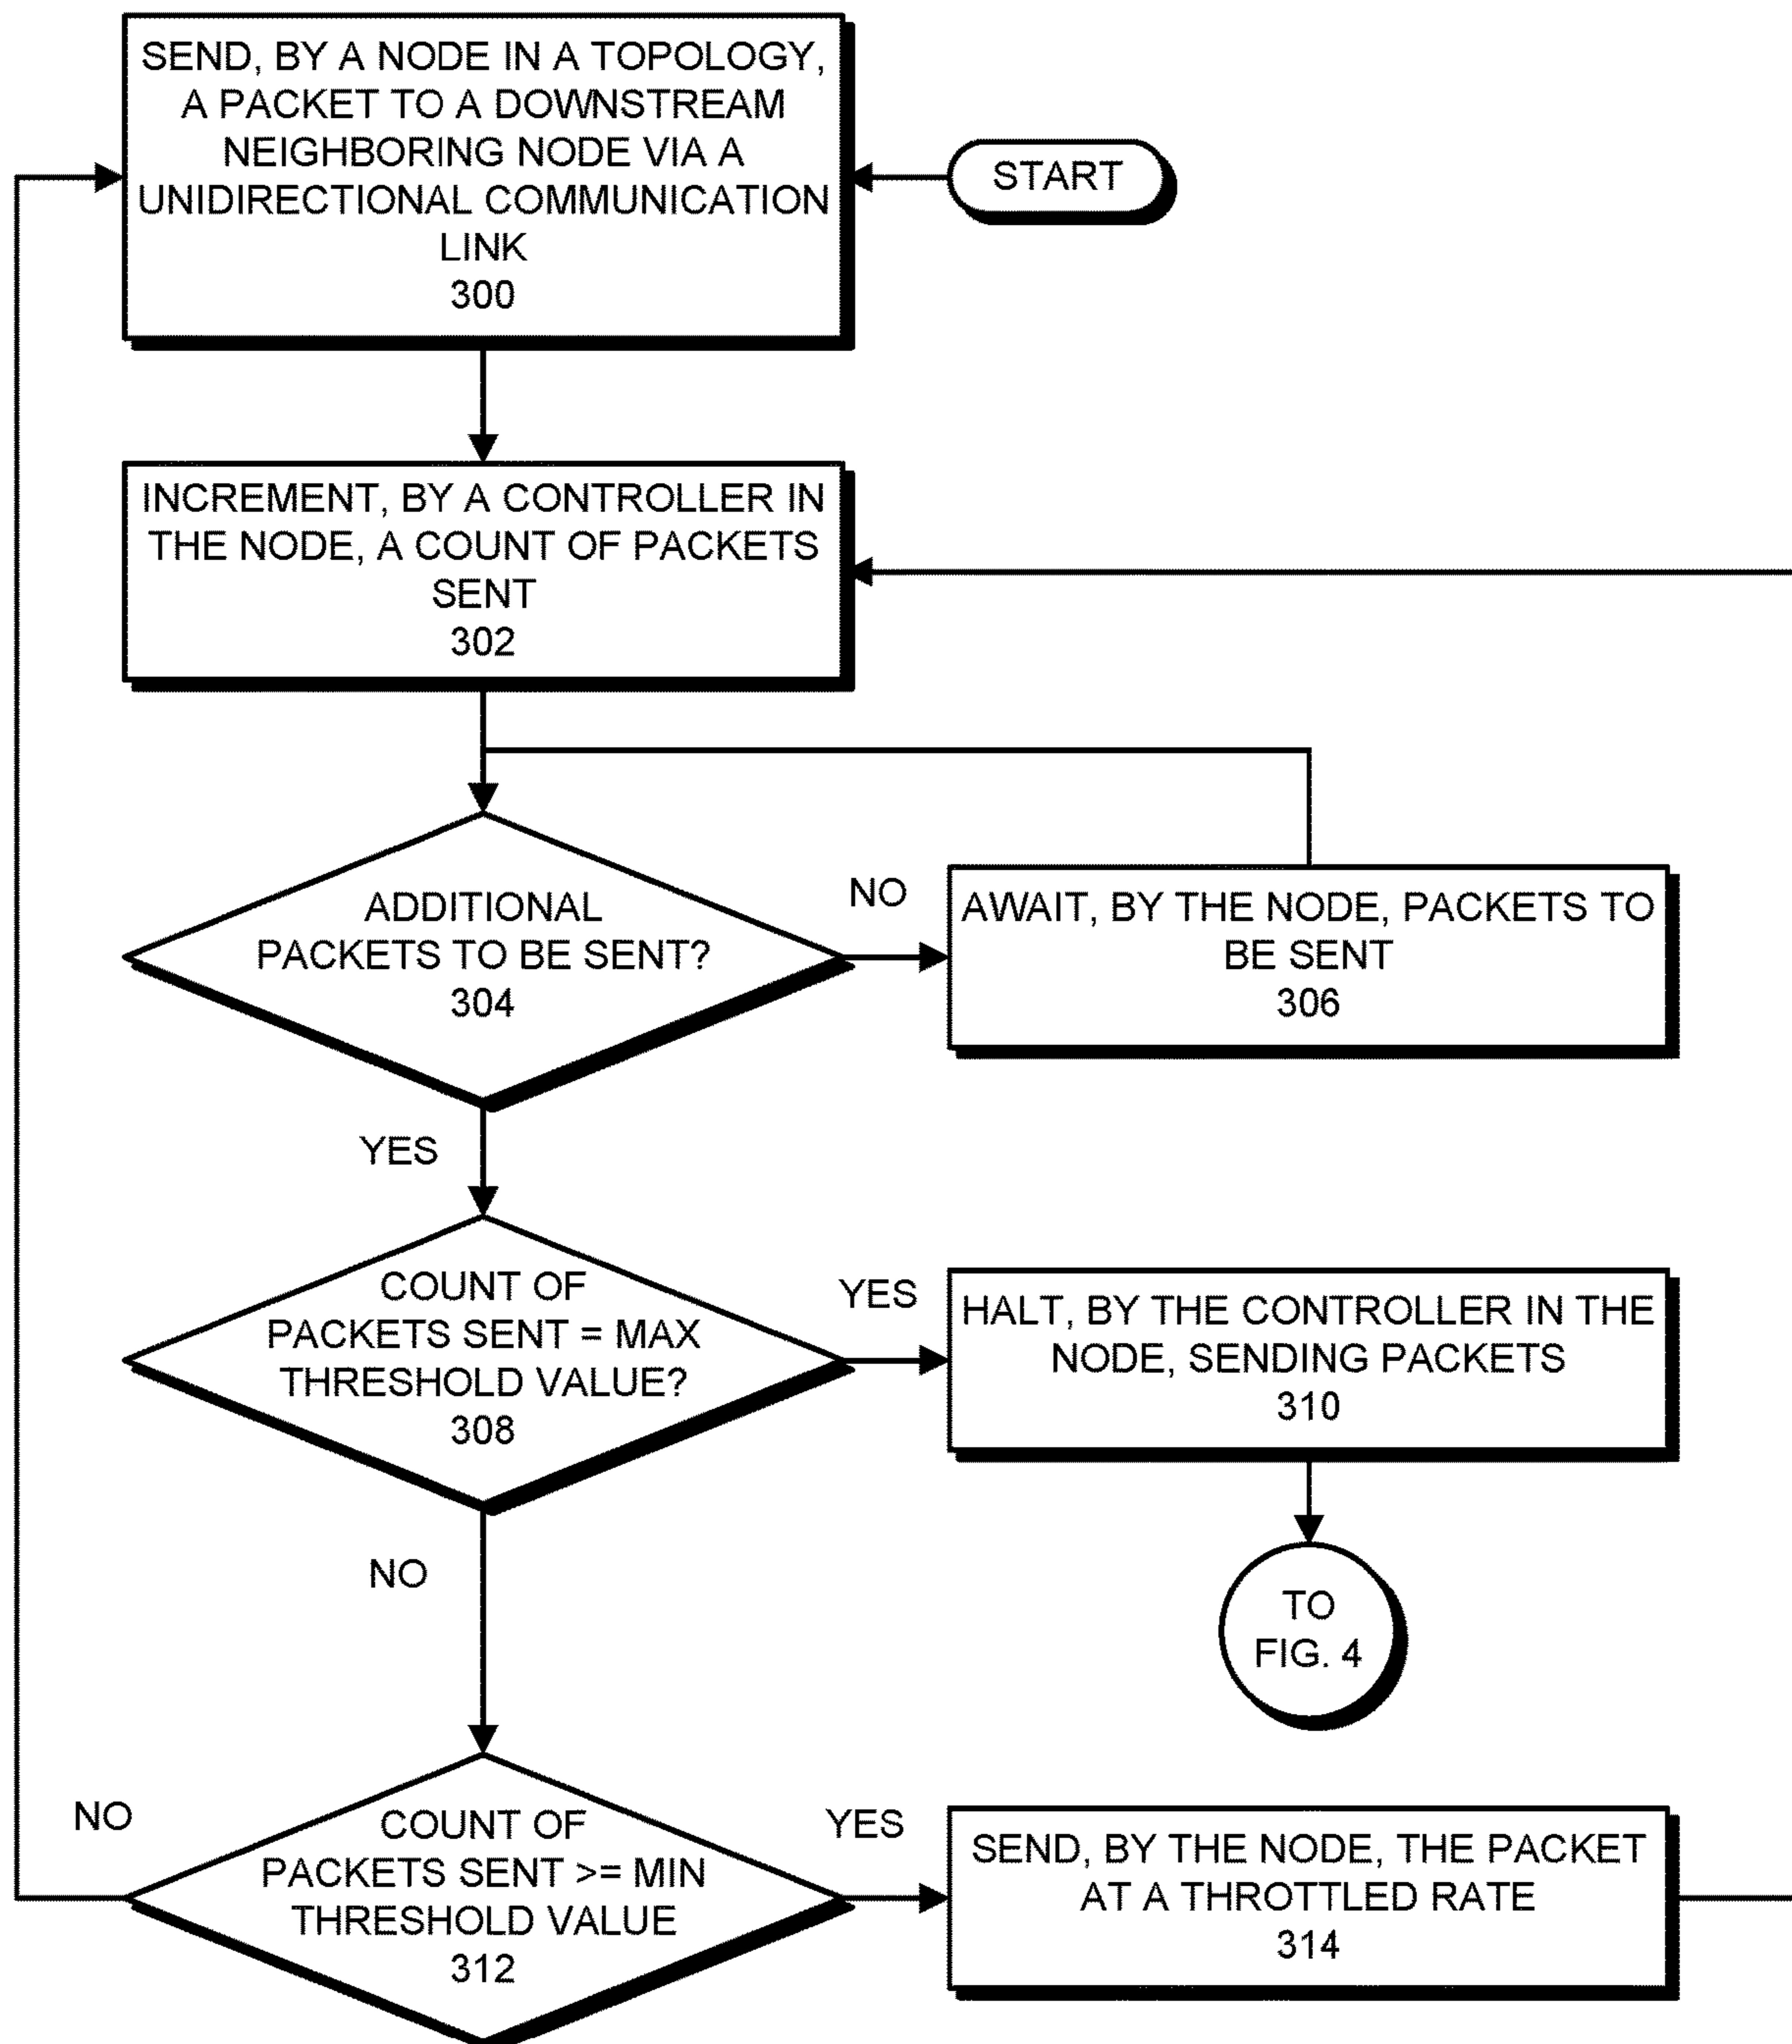 SEND, BY A NODE IN A TOPOLOGY,
A PACKET TO A DOWNSTREAM
NEIGHBORING NODE VIA A
UNIDIRECTIONAL COMMUNICATION
LINK
300
START
INCREMENT, BY A CONTROLLER IN
THE NODE, A COUNT OF PACKETS
SENT
302
ADDITIONAL
PACKETS TO BE SENT?
304
NO
AWAIT, BY THE NODE, PACKETS TO
BE SENT
306
YES
COUNT OF
PACKETS SENT = MAX
THRESHOLD VALUE?
308
YES
HALT, BY THE CONTROLLER IN THE
NODE, SENDING PACKETS
310
NO
TO
FIG. 4
NO
COUNT OF
PACKETS SENT >= MIN
THRESHOLD VALUE
312
YES
SEND, BY THE NODE, THE PACKET
AT A THROTTLED RATE
314